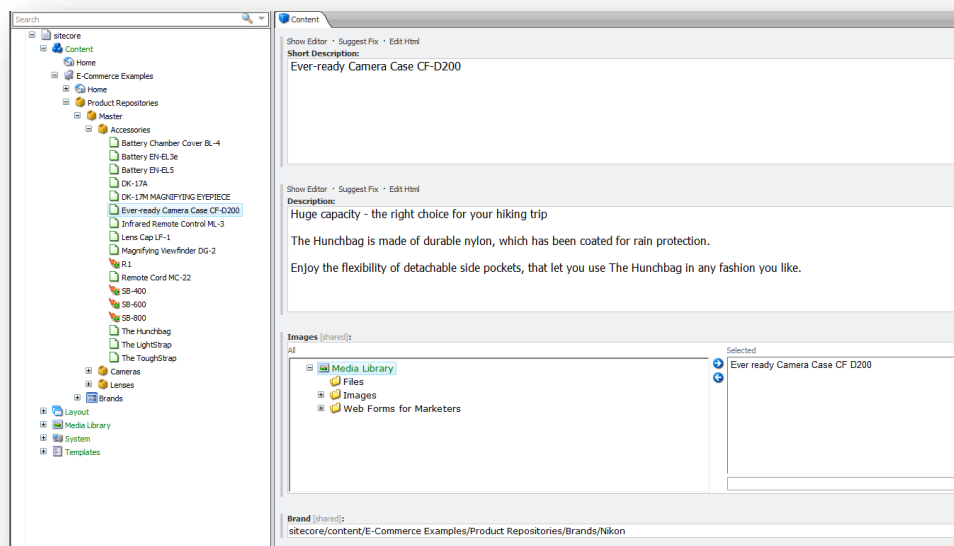 Search
sitecore
Content
Home
E-Commerce Examples
Home
Product Repositories
Master
Accessories
Battery Chamber Cover BL-4
Battery EN-EL3e
Battery EN-EL5
DK-17A
DK-17M MAGNIFYING EYEPIECE
Ever-ready Camera Case CF-D200
Infrared Remote Control ML-3
Lens Cap LF-1
Magnifying Viewfinder DG-2
R1
Remote Cord MC-22
SB-400
SB-600
SB-800
The Hunchbag
The LightStrap
The ToughStrap
Cameras
Lenses
Brands
Layout
Media Library
System
Templates
Content
Show Editor · Suggest Fix · Edit Html
Short Description:
Ever-ready Camera Case CF-D200
Show Editor · Suggest Fix · Edit Html
Description:
Huge capacity - the right choice for your hiking trip
The Hunchbag is made of durable nylon, which has been coated for rain protection.
Enjoy the flexibility of detachable side pockets, that let you use The Hunchbag in any fashion you like.
Images [shared]:
All
Media Library
Files
Images
Web Forms for Marketers
Selected
Ever ready Camera Case CF D200
Brand [shared]:
sitecore/content/E-Commerce Examples/Product Repositories/Brands/Nikon